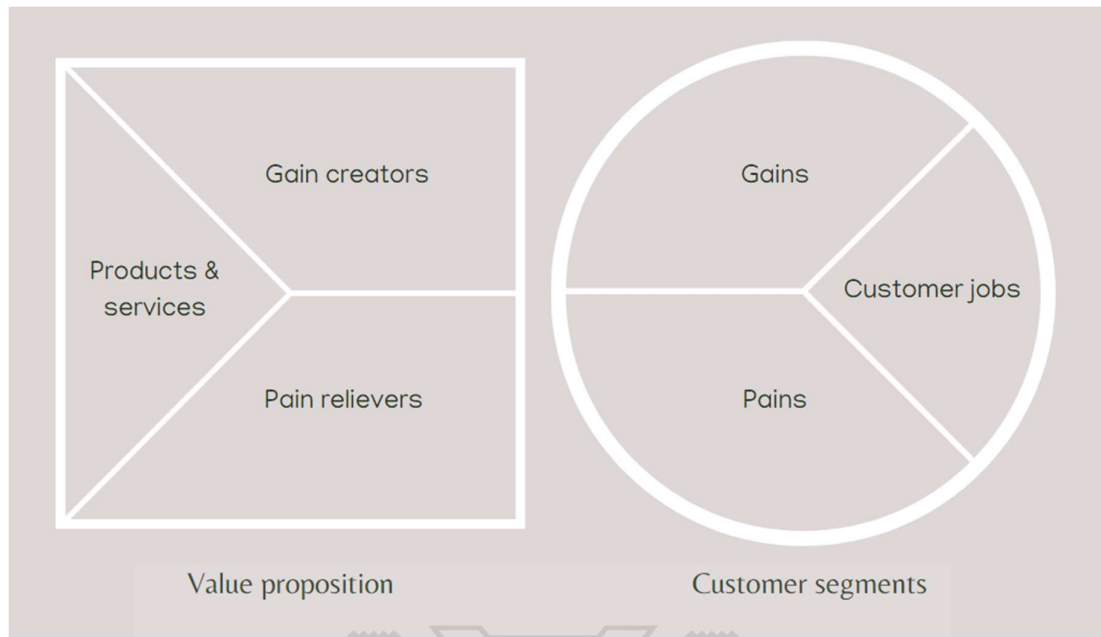 Gain creators
Products &
services
Pain relievers
Gains
Customer jobs
Pains
Value proposition
Customer segments